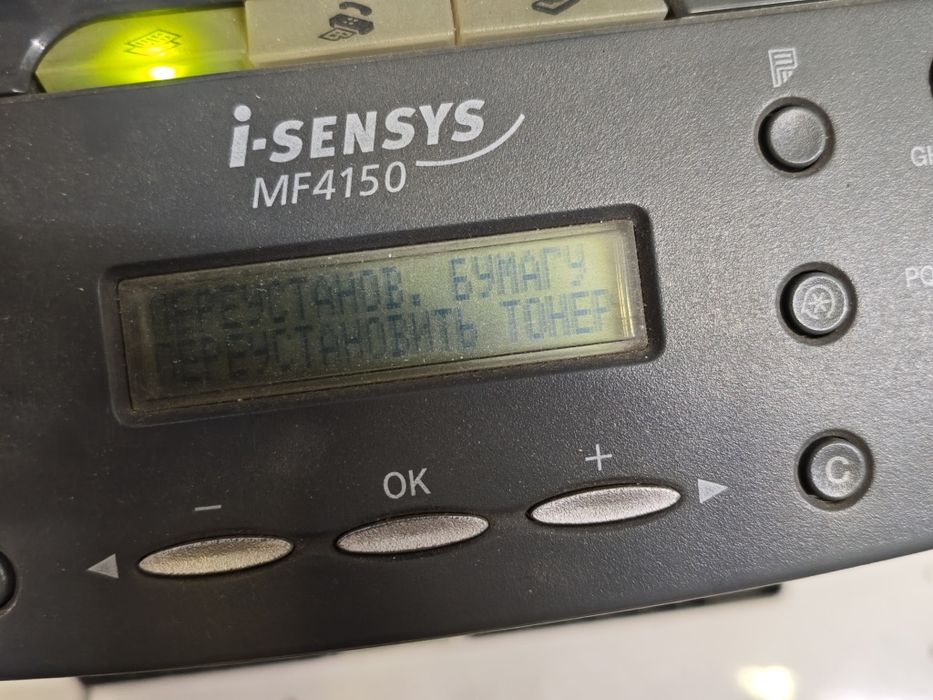 i-SENSYS
MF4150
ПЕРЕУСТАНОВ. БУМАГУ
ПЕРЕУСТАНОВИТЬ ТОНЕР
- OK +
C